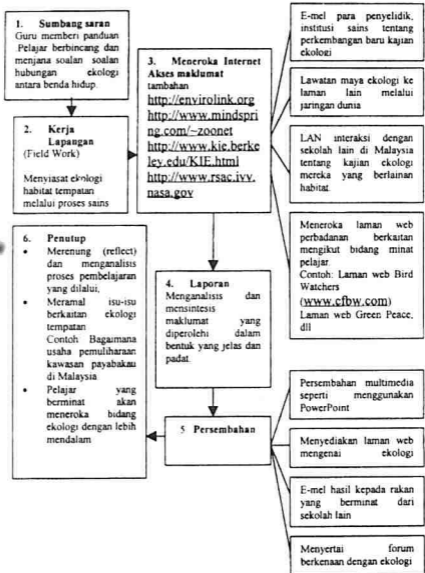 1. Sumbang saran
Guru memberi panduan
Pelajar berbincang dan
menjana soalan soalan
hubungan ekologi
antara benda hidup.
2. Kerja
Lapangan
(Field Work)
Menyiasat ekologi
habitat tempatan
melalui proses sains
3. Meneroka Internet
Akses maklumat
tambahan
http://envirolink.org
http://www.mindspri
ng.com/~zoonet
http://www.kie.berke
ley.edu/KIE.html
http://www.rsac.ivv.
nasa.gov
E-mel para penyelidik,
institusi sains tentang
perkembangan baru kajian
ekologi
Lawatan maya ekologi ke
laman lain melalui
jaringan dunia
LAN interaksi dengan
sekolah lain di Malaysia
tentang kajian ekologi
mereka yang berlainan
habitat
Meneroka laman web
perbadanan berkaitan
mengikut bidang minat
pelajar.
Contoh: Laman web Bird
Watchers
(www.cfbw.com)
Laman web Green Peace,
dll
4. Laporan
Menganalisis dan
mensintesis
maklumat yang
diperolehi dalam
bentuk yang jelas dan
padat.
5 Persembahan
Persembahan multimedia
seperti menggunakan
PowerPoint
Menyediakan laman web
mengenai ekologi
E-mel hasil kepada rakan
yang berminat dari
sekolah lain
Menyertai forum
berkenaan dengan ekologi
6. Penutup
• Merenung (reflect)
dan menganalisis
proses pembelajaran
yang dilalui,
• Meramal isu-isu
berkaitan ekologi
tempatan
Contoh Bagaimana
usaha pemuliharaan
kawasan payabakau
di Malaysia
• Pelajar yang
berminat akan
meneroka bidang
ekologi dengan lebih
mendalam